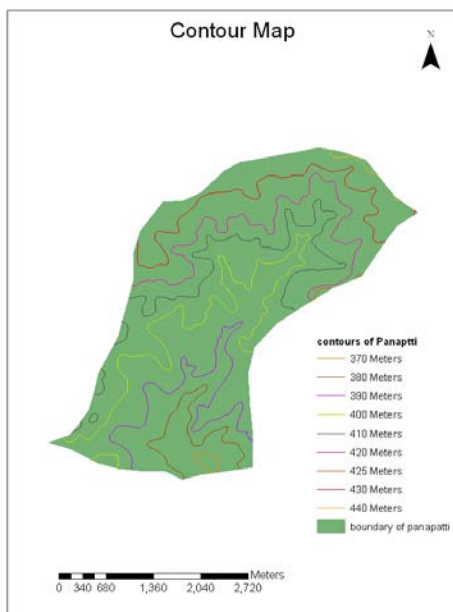 Contour Map
N
contours of Panaptti
370 Meters
380 Meters
390 Meters
400 Meters
410 Meters
420 Meters
425 Meters
430 Meters
440 Meters
boundary of panapatti
Meters
0 340 680 1,360 2,040 2,720